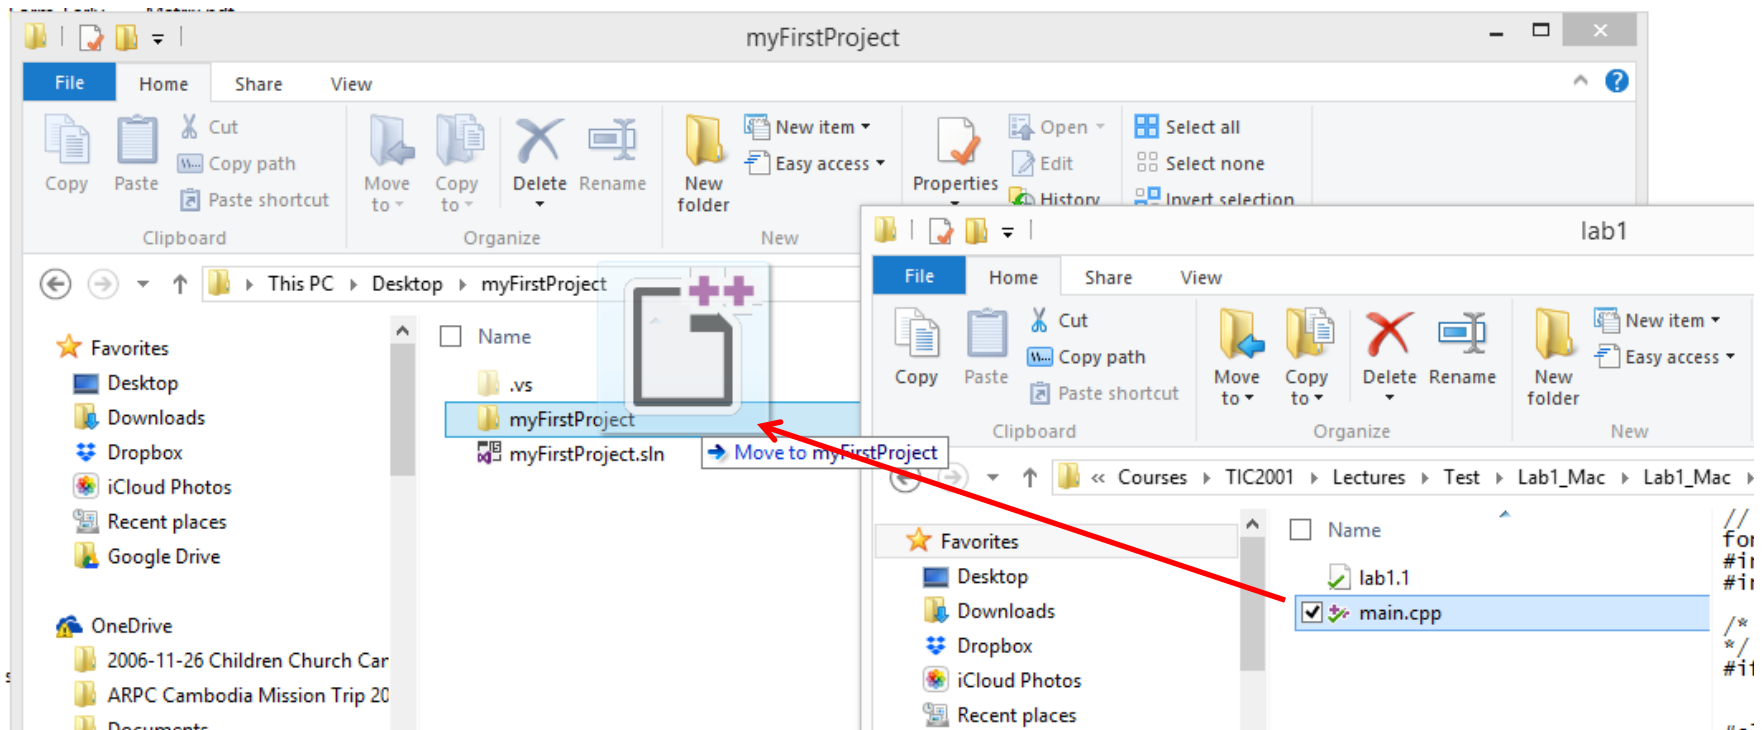 myFirstProject
File Home Share View
Copy
Paste
Cut
Copy path
Paste shortcut
Clipboard
Move to
Copy to
Delete
Rename
Organize
New folder
New item
Easy access
New
Properties
Open
Edit
History
Select all
Select none
Invert selection
This PC Desktop myFirstProject
Favorites
Desktop
Downloads
Dropbox
iCloud Photos
Recent places
Google Drive
OneDrive
2006-11-26 Children Church Car
ARPC Cambodia Mission Trip 20
Documents
Name
.vs
myFirstProject
myFirstProject.sln
Move to myFirstProject
lab1
File Home Share View
Copy
Paste
Cut
Copy path
Paste shortcut
Clipboard
Move to
Copy to
Delete
Rename
Organize
New folder
New item
Easy access
New
« Courses TIC2001 Lectures Test Lab1_Mac Lab1_Mac
Favorites
Desktop
Downloads
Dropbox
iCloud Photos
Recent places
Name
lab1.1
main.cpp
//
/*
*/